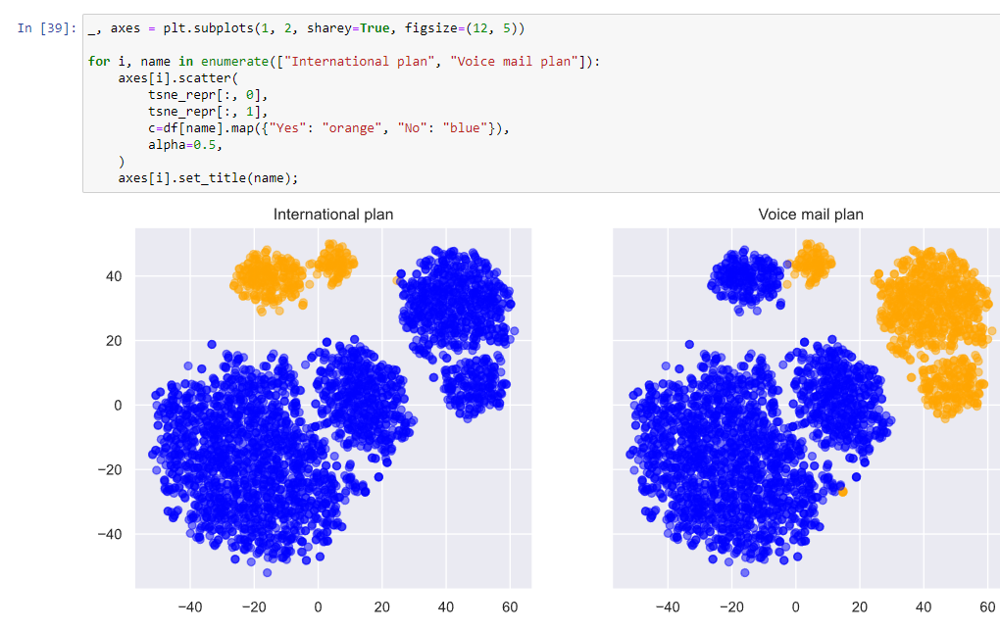 In [39]: _, axes = plt.subplots(1, 2, sharey=True, figsize=(12, 5))
for i, name in enumerate(["International plan", "Voice mail plan"]):
    axes[i].scatter(
        tsne_repr[:, 0],
        tsne_repr[:, 1],
        c=df[name].map({"Yes": "orange", "No": "blue"}),
        alpha=0.5,
    )
    axes[i].set_title(name);
International plan
Voice mail plan
40
20
0
−20
−40
−40 −20 0 20 40 60
−40 −20 0 20 40 60